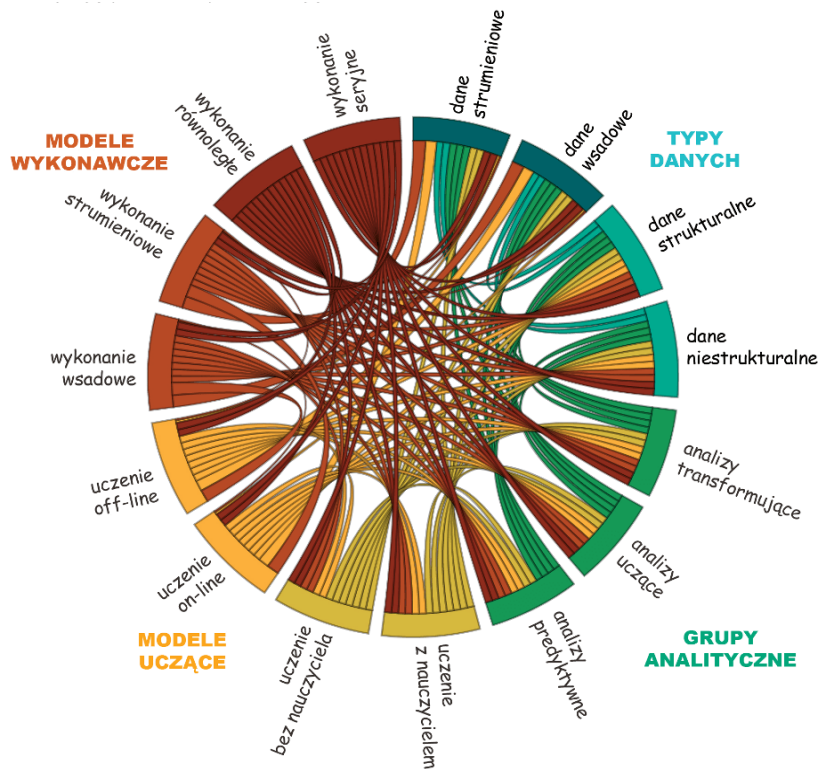 MODELE
WYKONAWCZE
TYPY
DANYCH
wykonanie
seryjne
dane
strumieniowe
dane
wsadowe
dane
strukturalne
dane
niestrukturalne
analizy
transformujące
analizy
uczące
analizy
predyktywne
uczenie
z nauczycielem
uczenie
bez nauczyciela
uczenie
on-line
uczenie
off-line
wykonanie
wsadowe
wykonanie
strumieniowe
wykonanie
równoległe
MODELE
UCZĄCE
GRUPY
ANALITYCZNE